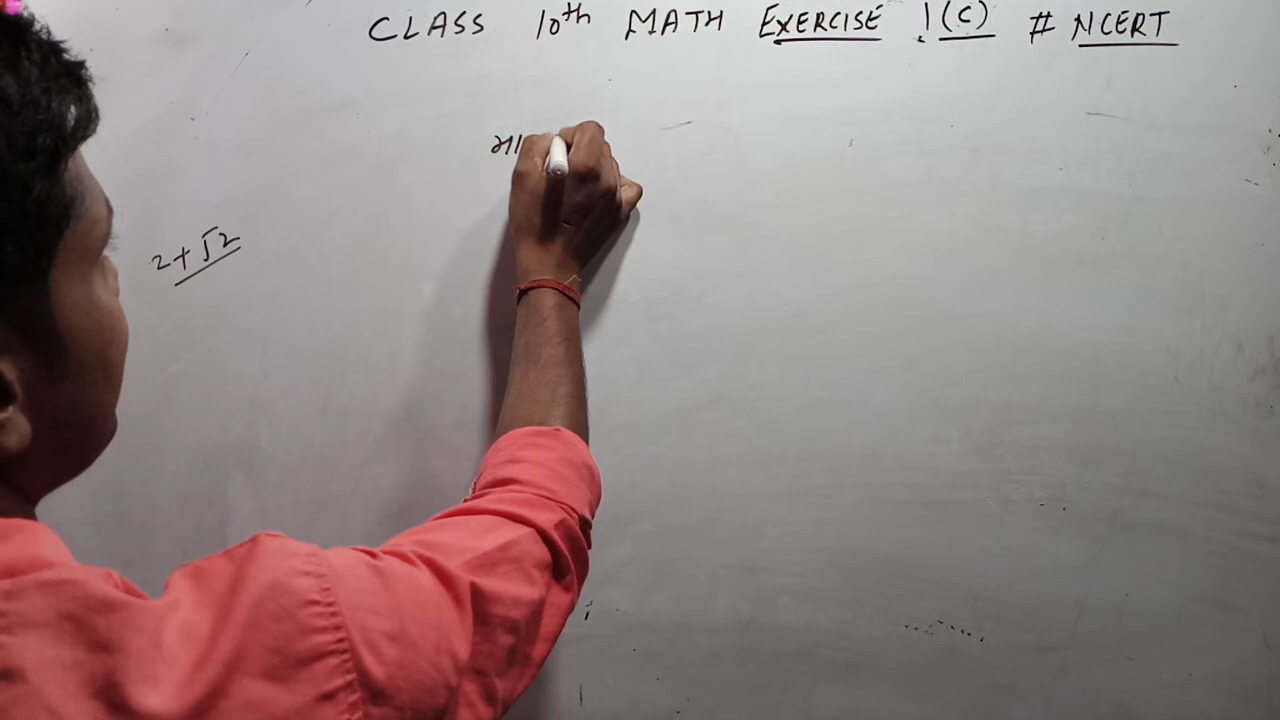 CLASS 10th MATH EXERCISE 1(C) # NCERT
मा
2+√2